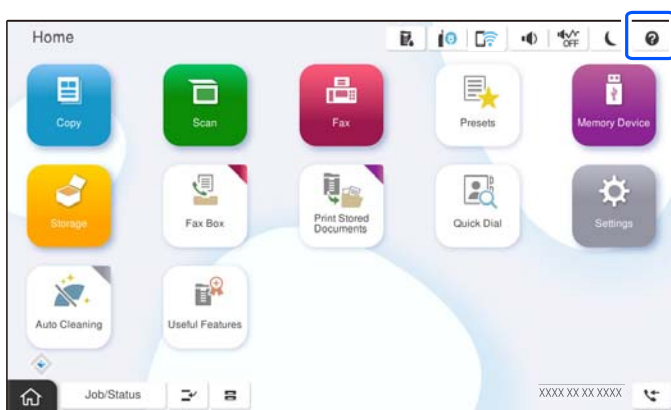 Home
OFF
Copy
Scan
Fax
Presets
Memory Device
Storage
Fax Box
Print Stored
Documents
Quick Dial
Settings
Auto Cleaning
Useful Features
Job/Status
XXXX XX XX XXXX